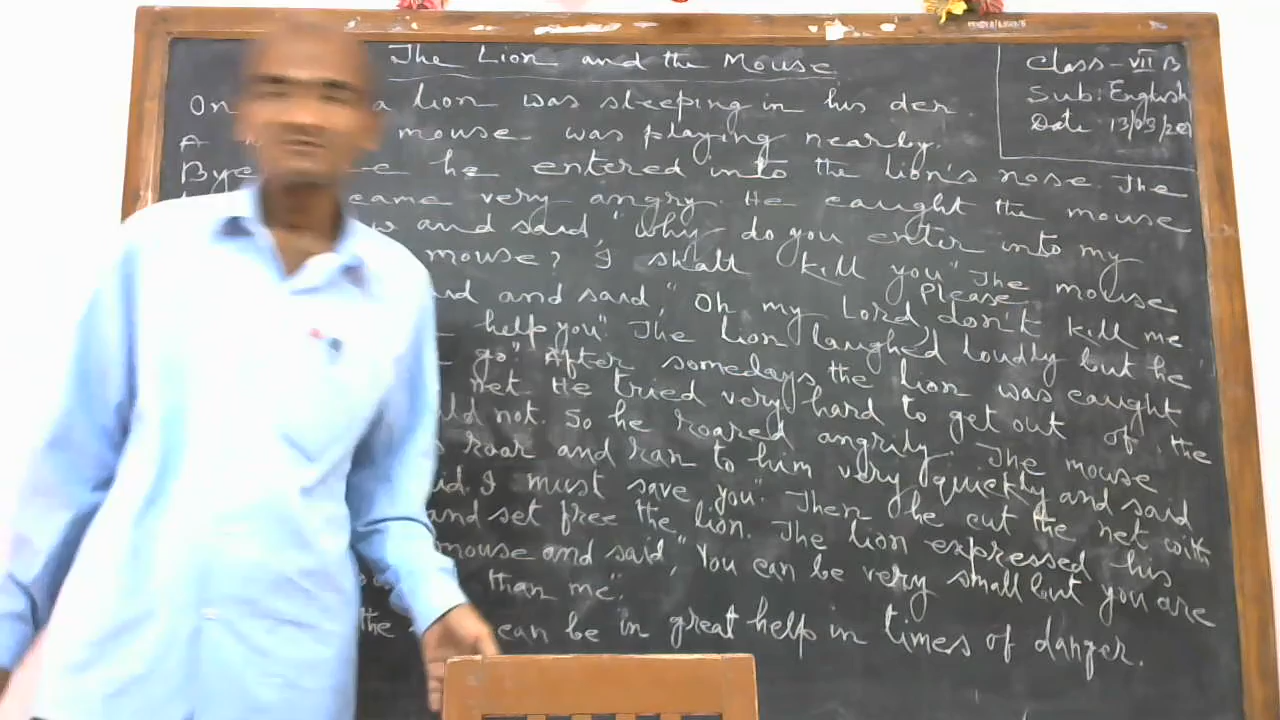 The Lion and the Mouse
Class - VII B
Sub: English
Date 13/03/20
On a lion was sleeping in his den.
A mouse was playing nearby.
Bye he entered into the lion's nose. The
came very angry. He caught the mouse
and said, "Why do you enter into my
mouse? I shall kill you" The mouse
and said, "Oh my Lord, Please don't kill me
help you". The lion laughed loudly but he
go". After somedays, the lion was caught
net. He tried very hard to get out of the
not. So he roared angrily. The mouse
roar and ran to him very quickly and said
I must save you". Then he cut the net with
and set free the lion. The lion expressed his
mouse and said, "You can be very small but you are
than me".
the can be in great help in times of danger.